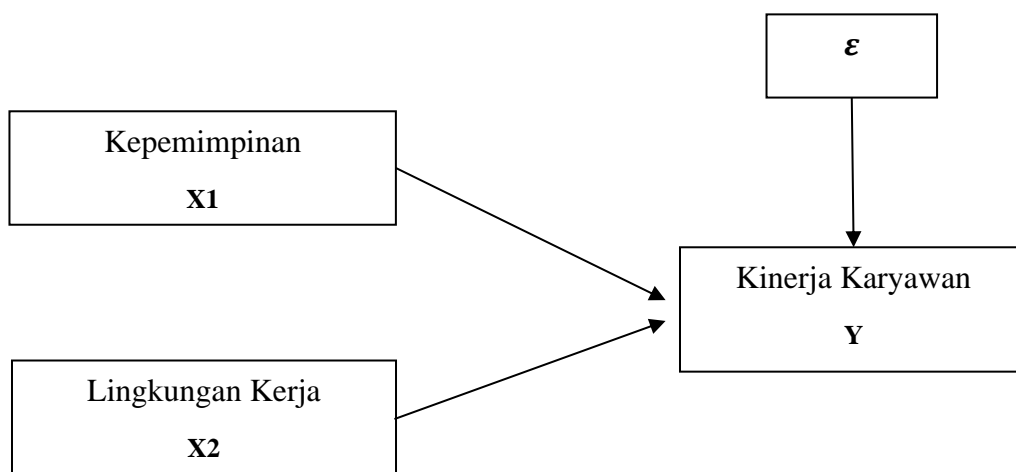 ε
Kepemimpinan
X1
Kinerja Karyawan
Y
Lingkungan Kerja
X2